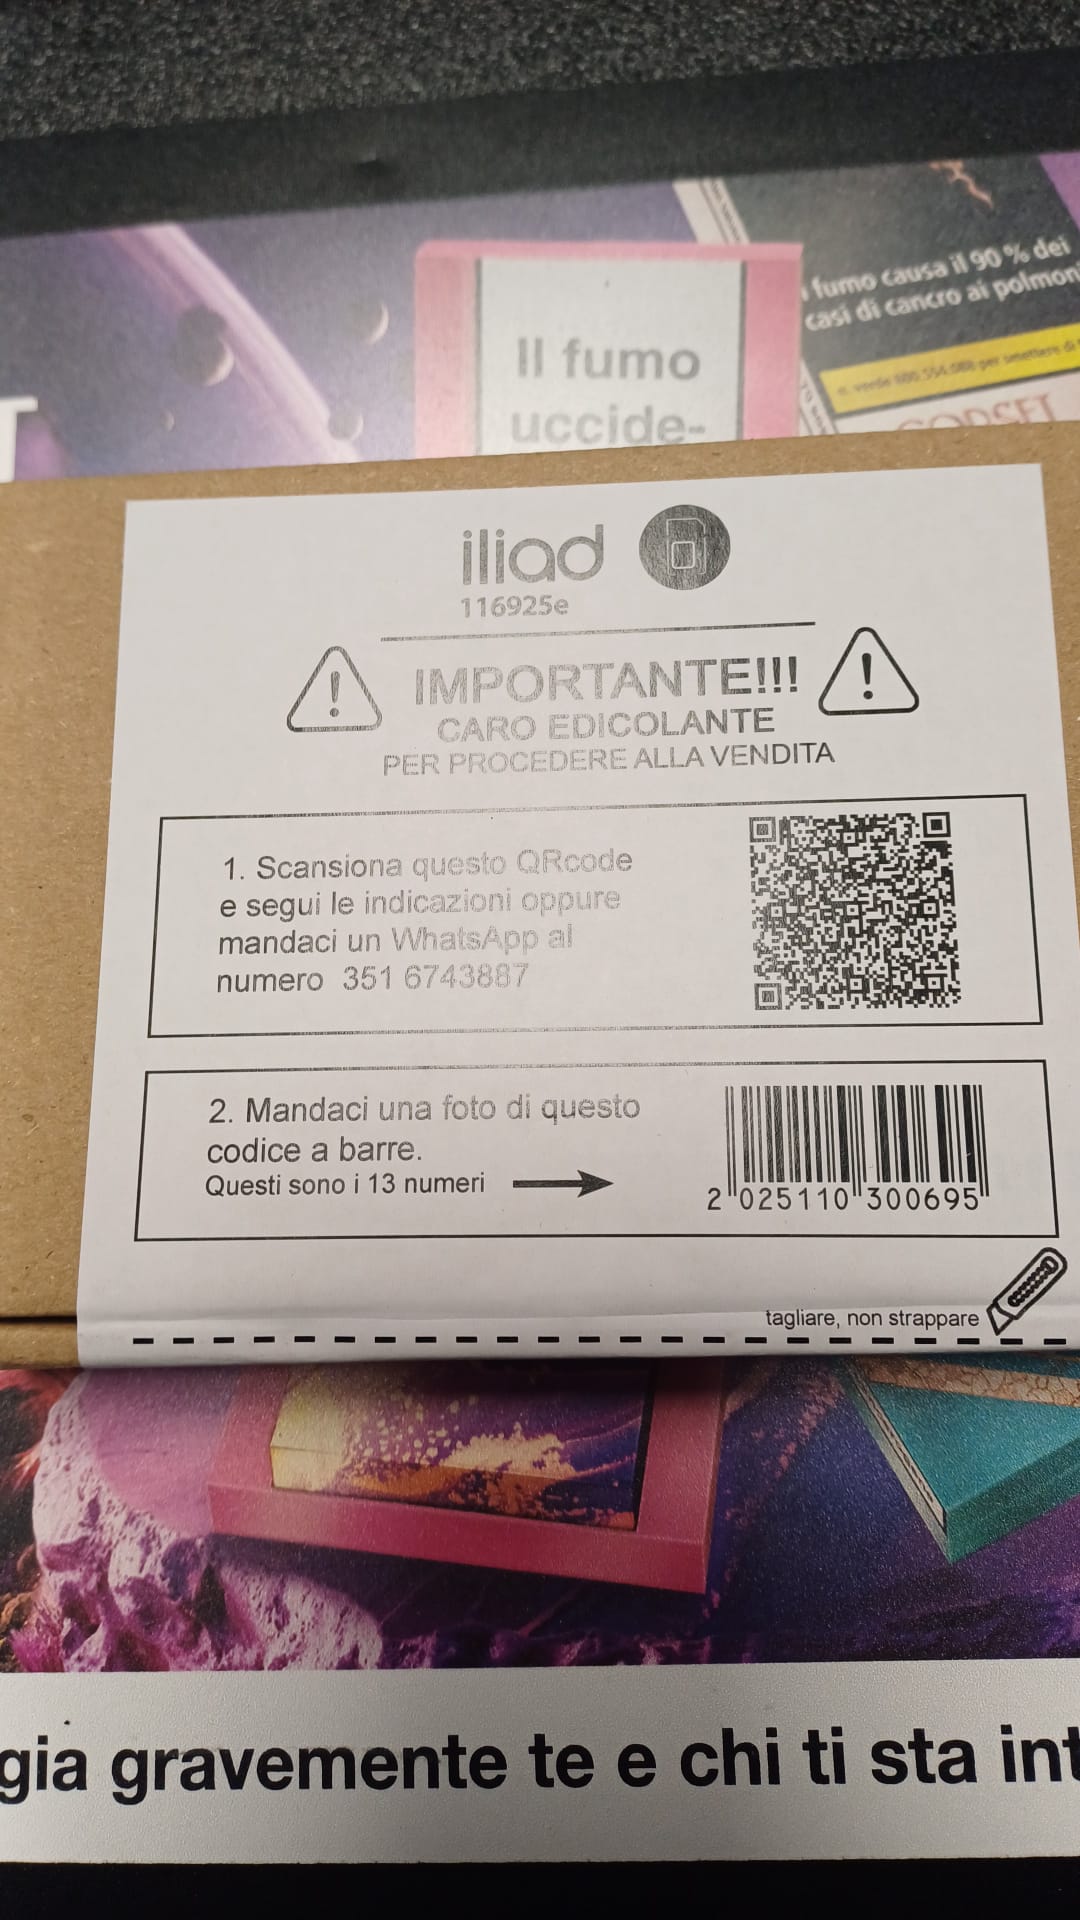 fumo causa il 90 % dei
casi di cancro ai polmoni
Il fumo
uccide-
iliad
116925e
IMPORTANTE!!!
CARO EDICOLANTE
PER PROCEDERE ALLA VENDITA
1. Scansiona questo QRcode
e segui le indicazioni oppure
mandaci un WhatsApp al
numero 351 6743887
2. Mandaci una foto di questo
codice a barre.
Questi sono i 13 numeri
2 025110 300695
tagliare, non strappare
gravemente te e chi ti sta